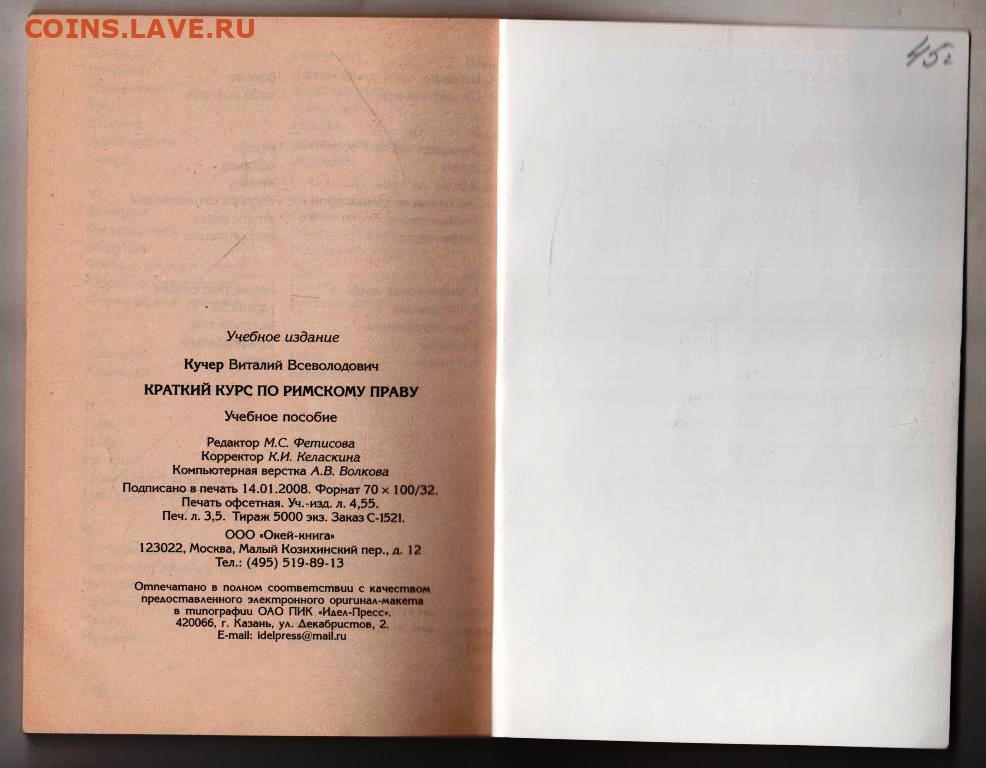 COINS.LAVE.RU
45г
Учебное издание
Кучер Виталий Всеволодович
КРАТКИЙ КУРС ПО РИМСКОМУ ПРАВУ
Учебное пособие
Редактор М.С. Фетисова
Корректор К.И. Келаскина
Компьютерная верстка А.В. Волкова
Подписано в печать 14.01.2008. Формат 70 × 100/32.
Печать офсетная. Уч.-изд. л. 4,55.
Печ. л. 3,5. Тираж 5000 экз. Заказ С-1521.
ООО «Окей-книга»
123022, Москва, Малый Козихинский пер., д. 12
Тел.: (495) 519-89-13
Отпечатано в полном соответствии с качеством
предоставленного электронного оригинал-макета
в типографии ОАО ПИК «Идел-Пресс».
420066, г. Казань, ул. Декабристов, 2.
E-mail: idelpress@mail.ru